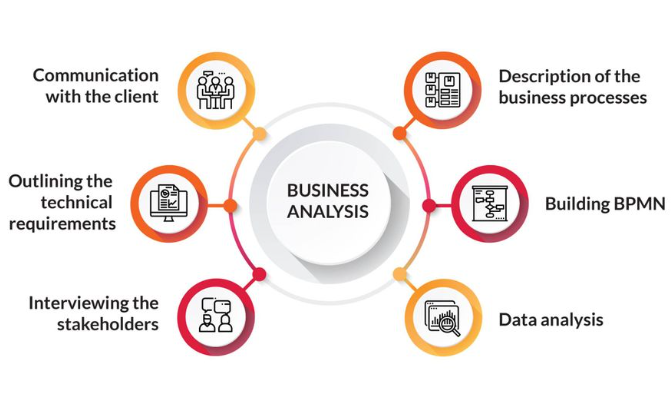 Communication
with the client
Outlining the
technical
requirements
Interviewing the
stakeholders
BUSINESS
ANALYSIS
Description of the
business processes
Building BPMN
Data analysis